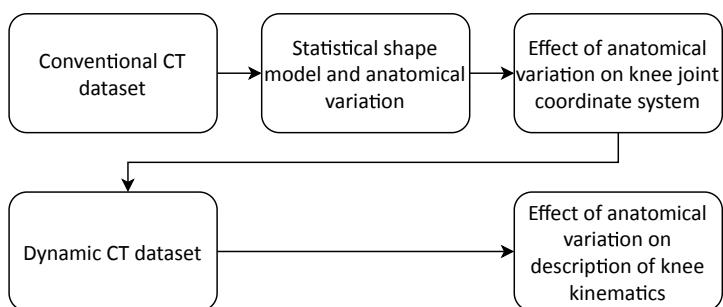 Conventional CT
dataset
Statistical shape
model and anatomical
variation
Effect of anatomical
variation on knee joint
coordinate system
Dynamic CT dataset
Effect of anatomical
variation on
description of knee
kinematics